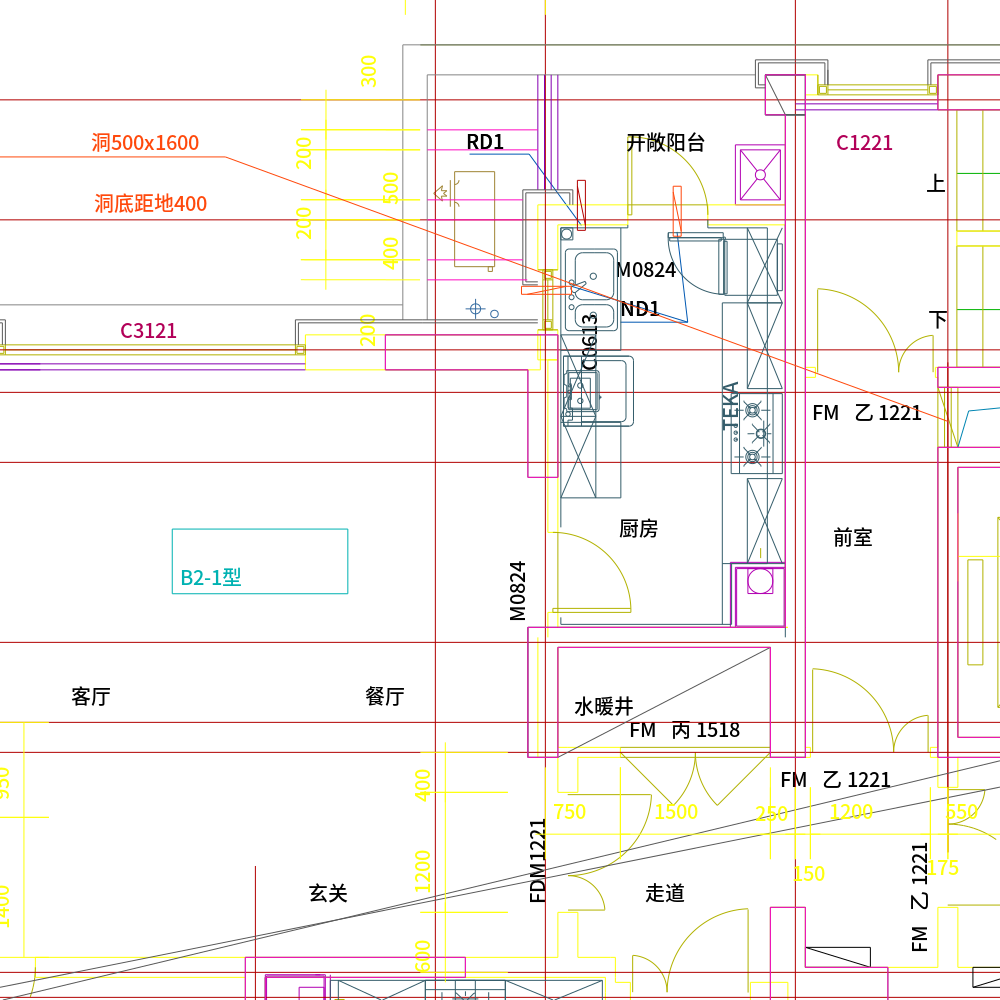 300
洞500x1600
200
RD1
开敞阳台
C1221
上
500
洞底距地400
200
400
M0824
ND1
下
C3121
200
C0613
TEKA
FM 乙 1221
厨房
前室
B2-1型
M0824
客厅
餐厅
水暖井
FM 丙 1518
950
400
FM 乙 1221
750
1500
250
1200
550
FDM1221
1200
150
175
1400
玄关
走道
FM 乙 1221
600